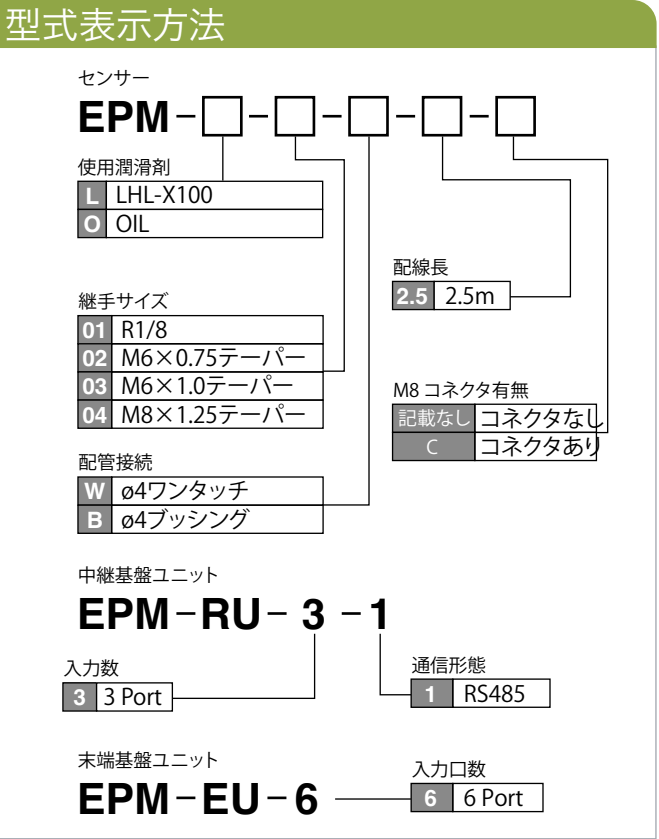 型式表示方法
センサー
EPM-□-□-□-□-□
使用潤滑剤
L LHL-X100
O OIL
継手サイズ
01 R1/8
02 M6×0.75テーパー
03 M6×1.0テーパー
04 M8×1.25テーパー
配管接続
W ø4ワンタッチ
B ø4ブッシング
配線長
2.5 2.5m
M8 コネクタ有無
記載なし コネクタなし
C コネクタあり
中継基盤ユニット
EPM-RU-3-1
入力数
3 3 Port
通信形態
1 RS485
末端基盤ユニット
EPM-EU-6
入力口数
6 6 Port